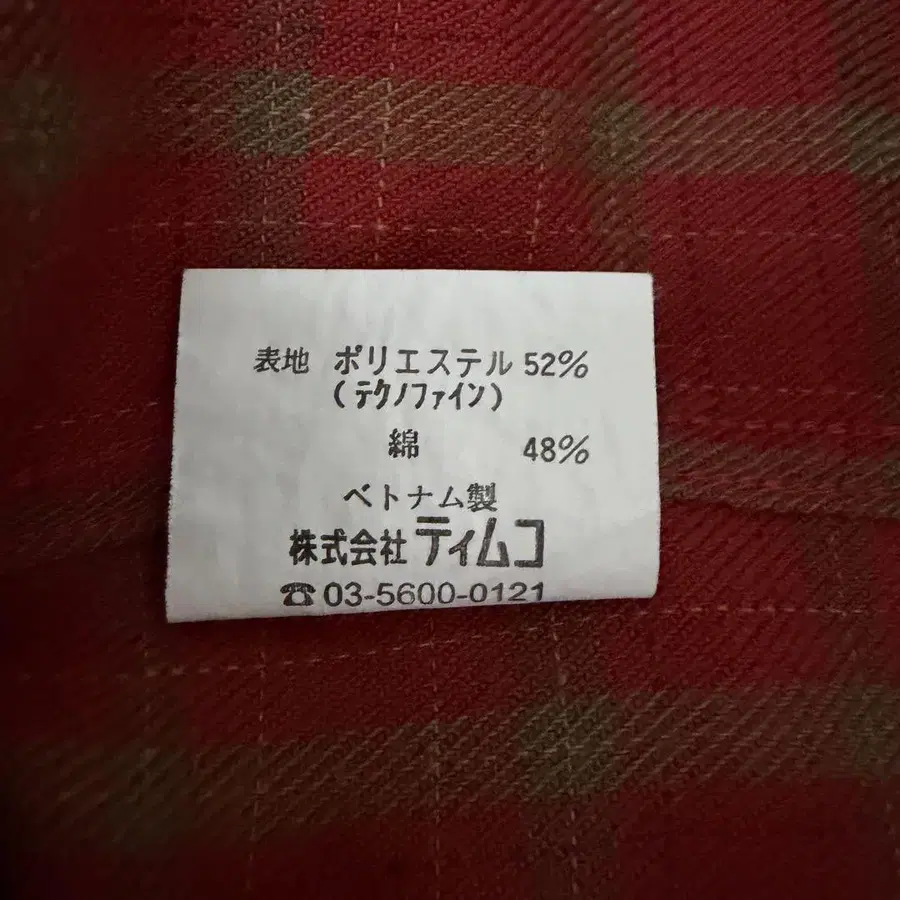 表地 ポリエステル 52%
(テクノファイン)
綿 48%
ベトナム製
株式会社 ティムコ
☎03-5600-0121